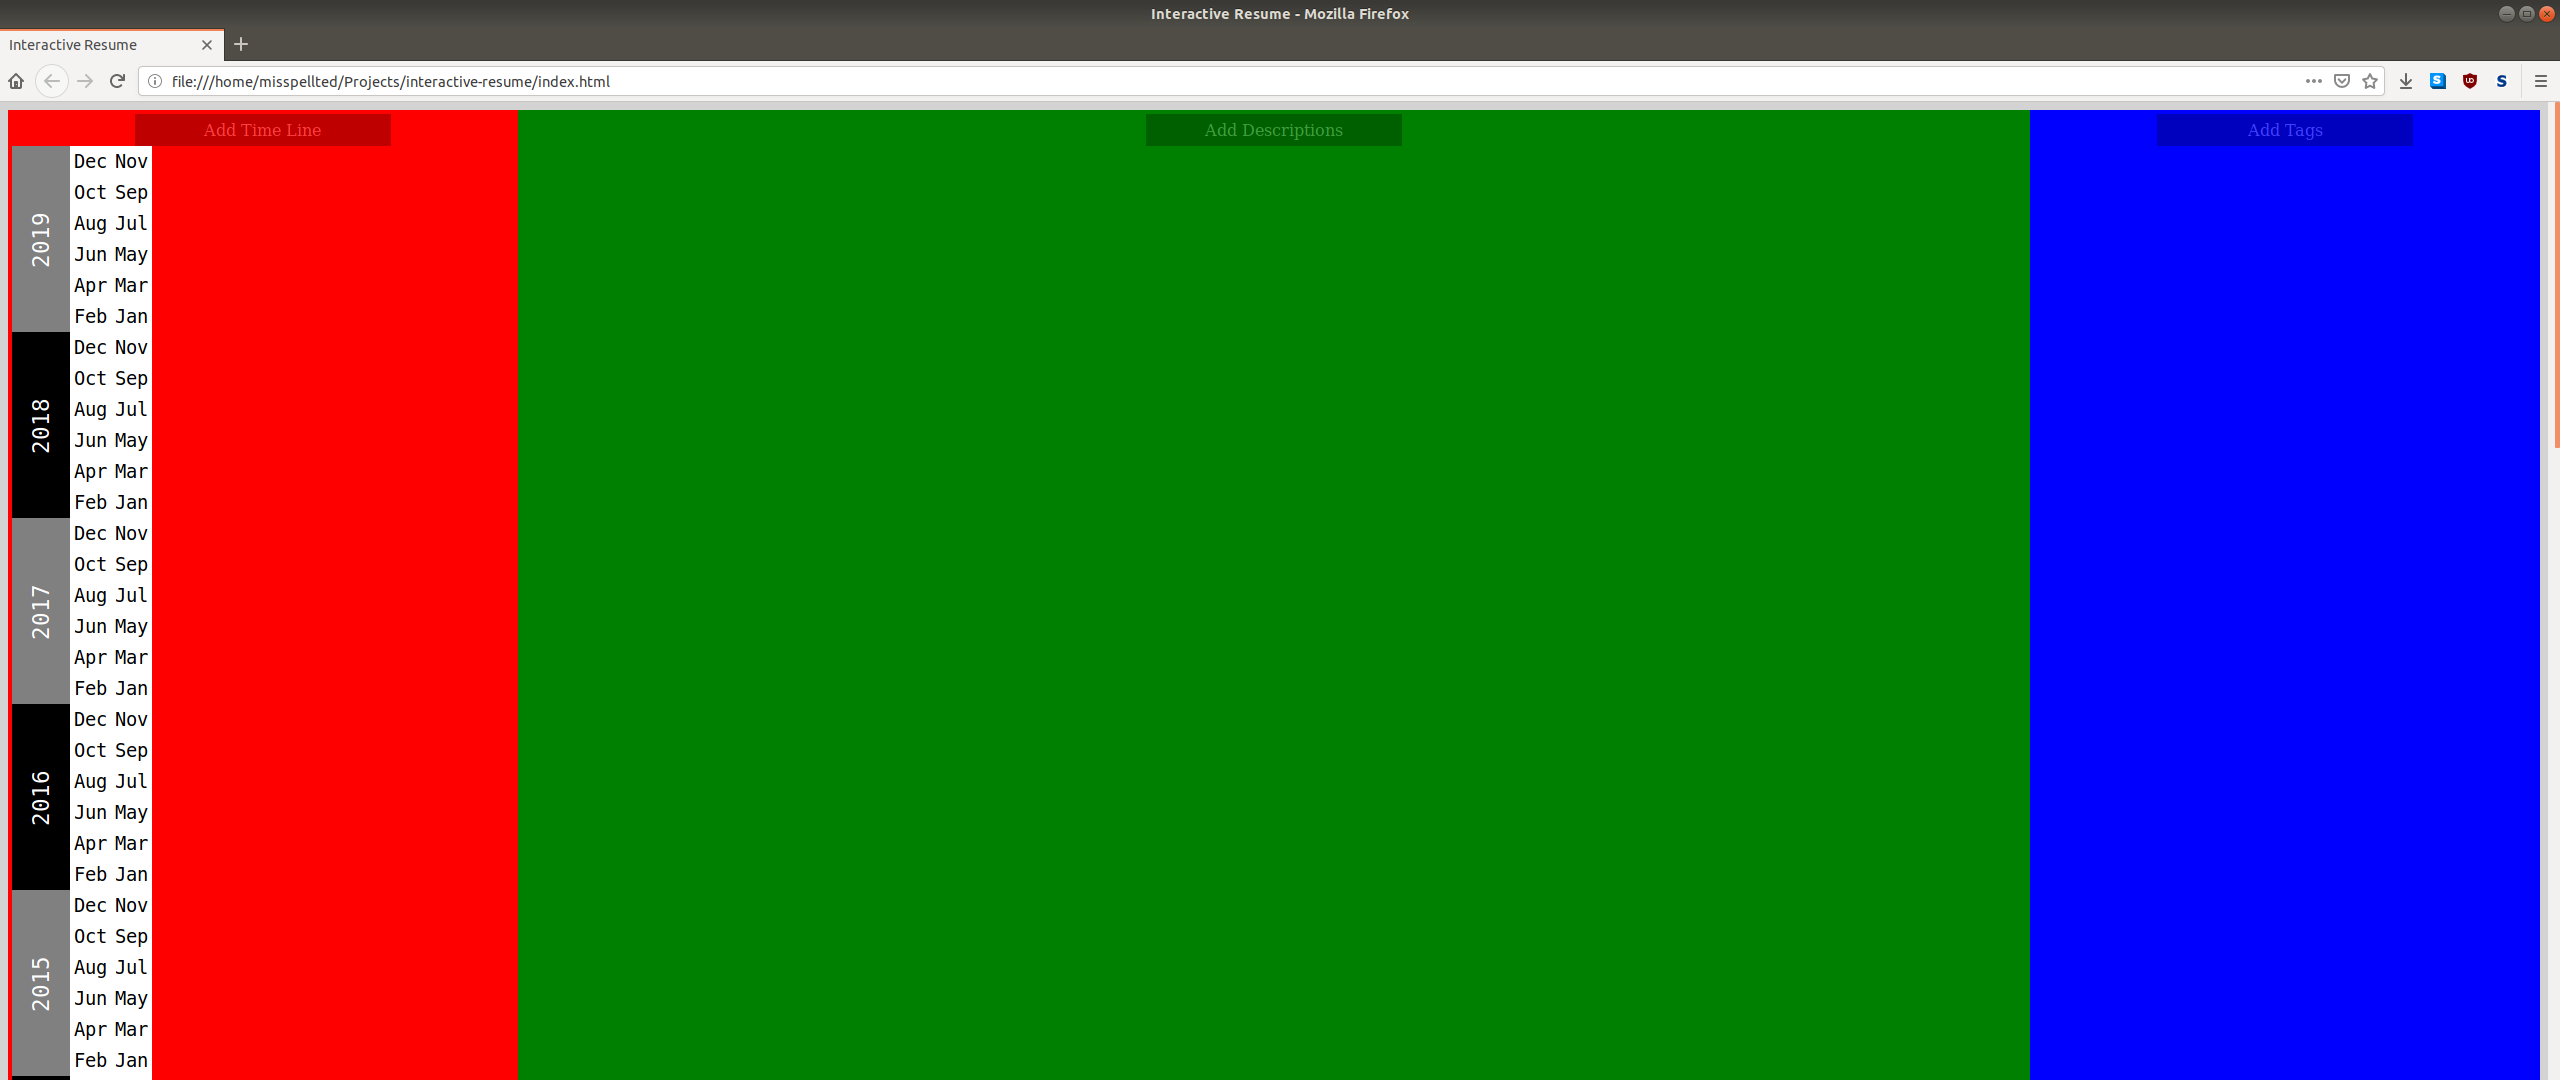 Interactive Resume - Mozilla Firefox
Interactive Resume
file:///home/misspellted/Projects/interactive-resume/index.html
S
S
Add Time Line
Add Descriptions
Add Tags
2019
Dec Nov
Oct Sep
Aug Jul
Jun May
Apr Mar
Feb Jan
2018
Dec Nov
Oct Sep
Aug Jul
Jun May
Apr Mar
Feb Jan
2017
Dec Nov
Oct Sep
Aug Jul
Jun May
Apr Mar
Feb Jan
2016
Dec Nov
Oct Sep
Aug Jul
Jun May
Apr Mar
Feb Jan
2015
Dec Nov
Oct Sep
Aug Jul
Jun May
Apr Mar
Feb Jan